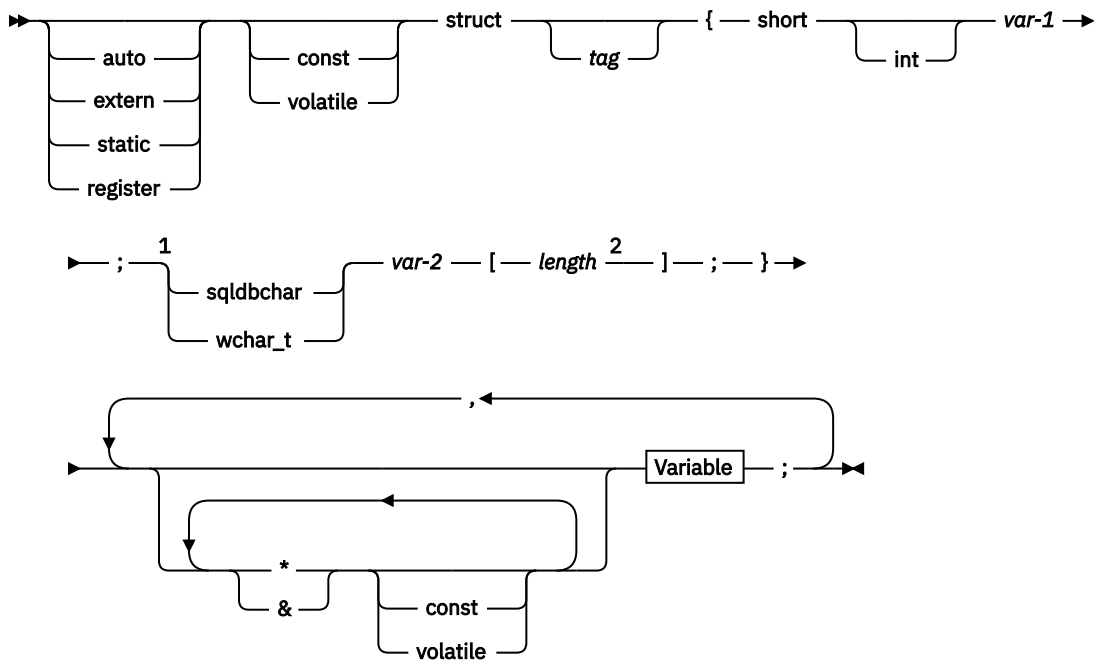 struct { short var-1
auto const tag int
extern volatile
static
register
1 2
; var-2 [ length ] ; }
sqldbchar
wchar_t
,
Variable ;
*
& const
volatile